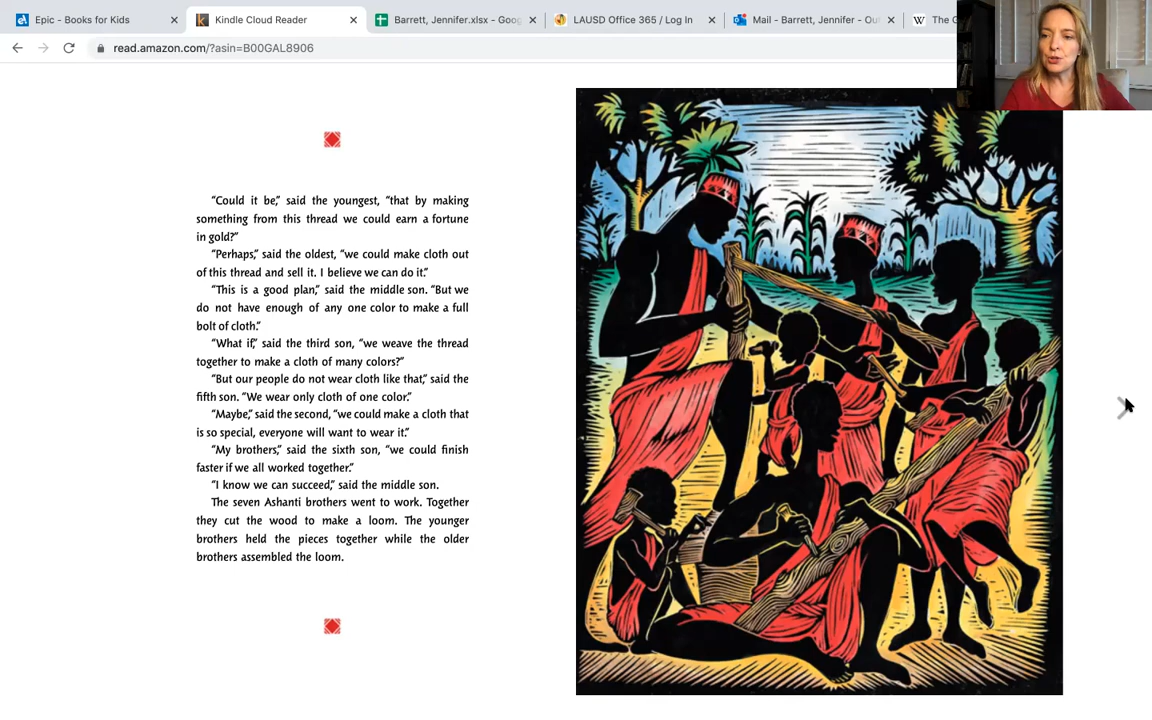 Epic - Books for Kids
Kindle Cloud Reader
Barrett, Jennifer.xlsx - Goog
LAUSD Office 365 / Log In
Mail - Barrett, Jennifer - Ou
W The G
read.amazon.com/?asin=B00GAL8906
“Could it be,” said the youngest, “that by making
something from this thread we could earn a fortune
in gold?”
“Perhaps,” said the oldest, “we could make cloth out
of this thread and sell it. I believe we can do it.”
“This is a good plan,” said the middle son. “But we
do not have enough of any one color to make a full
bolt of cloth.”
“What if,” said the third son, “we weave the thread
together to make a cloth of many colors?”
“But our people do not wear cloth like that,” said the
fifth son. “We wear only cloth of one color.”
“Maybe,” said the second, “we could make a cloth that
is so special, everyone will want to wear it.”
“My brothers,” said the sixth son, “we could finish
faster if we all worked together.”
“I know we can succeed,” said the middle son.
The seven Ashanti brothers went to work. Together
they cut the wood to make a loom. The younger
brothers held the pieces together while the older
brothers assembled the loom.